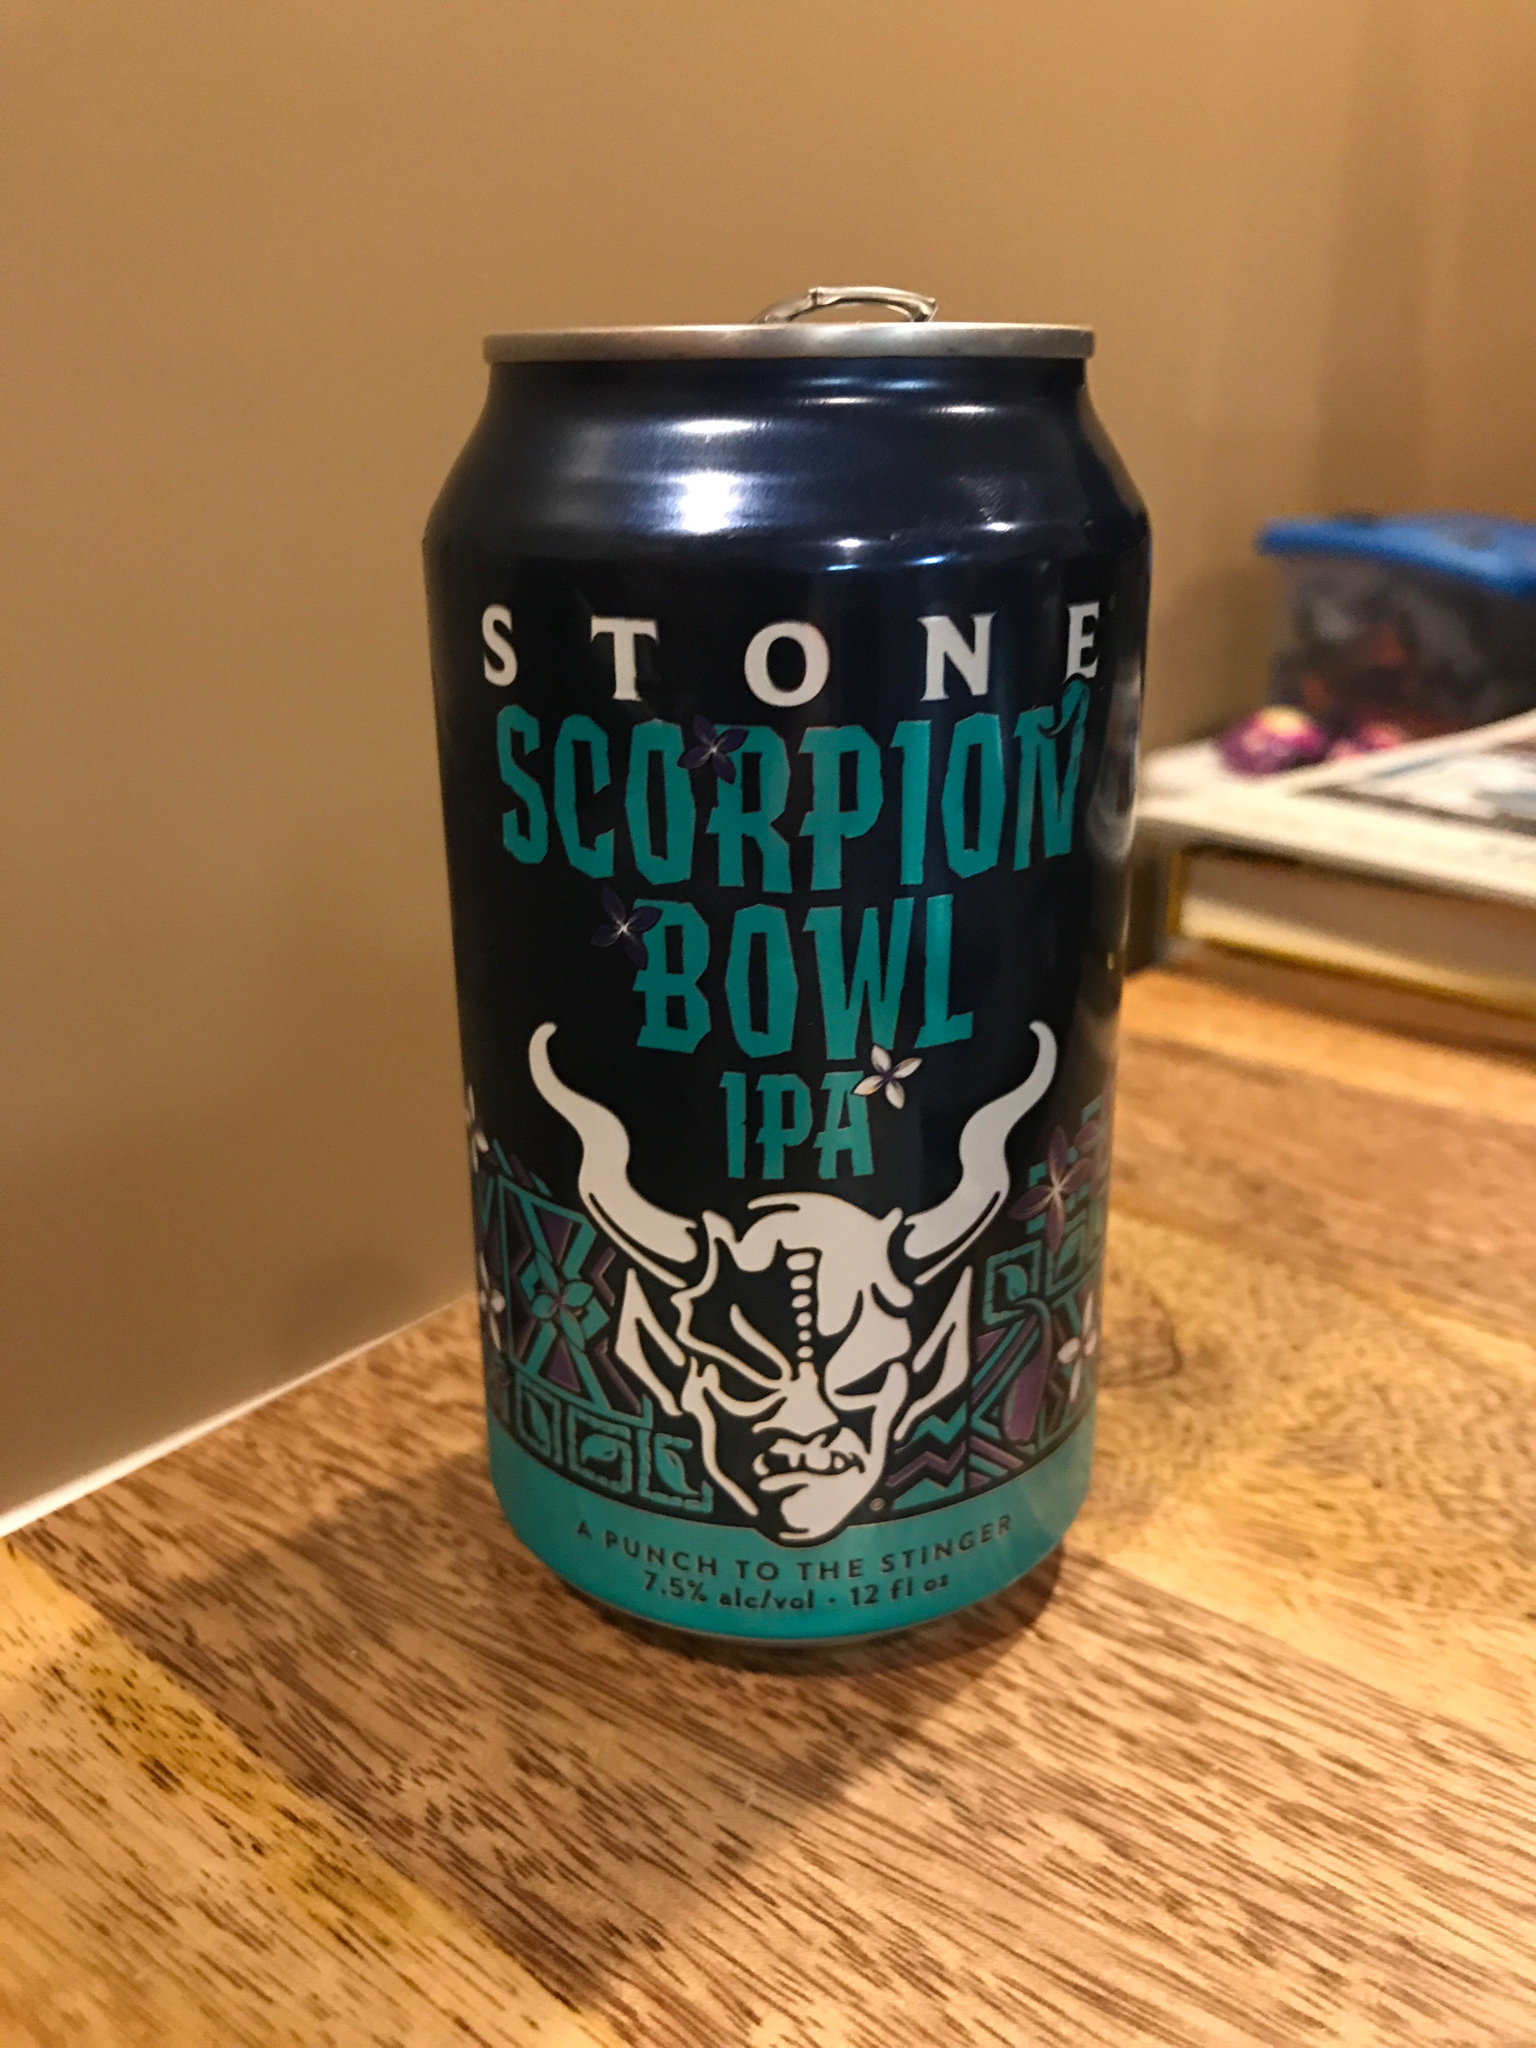 STONE
SCORPION
BOWL
IPA
A PUNCH TO THE STINGER
7.5% alc/vol · 12 fl oz